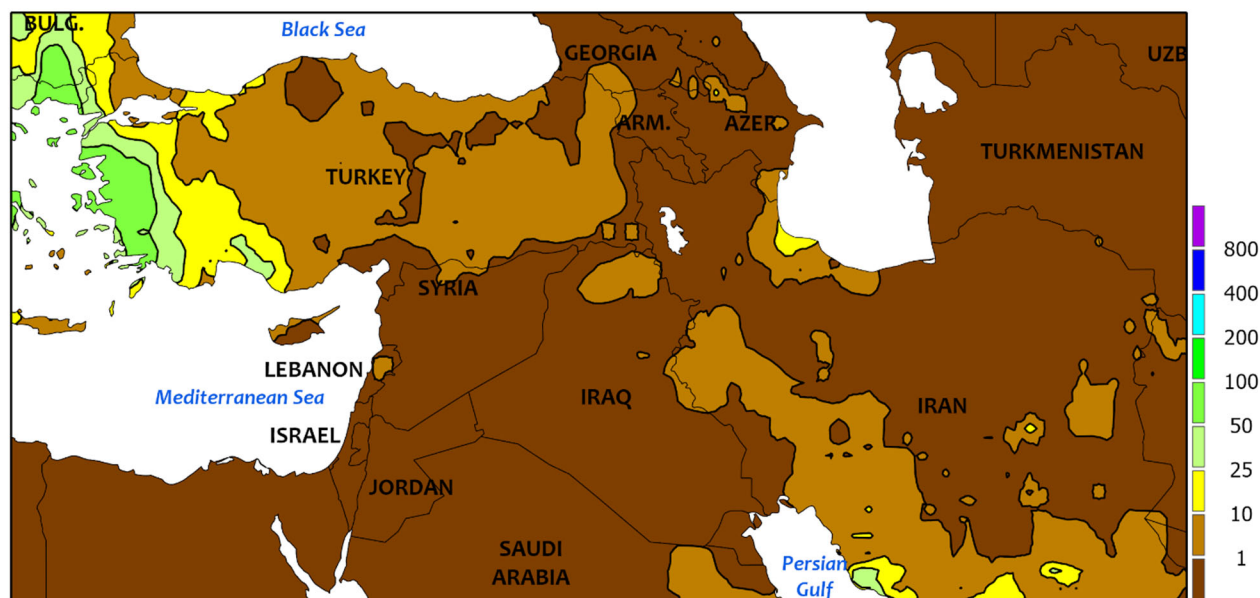 BULG.
Black Sea
GEORGIA
UZB
ARM.
AZER.
TURKMENISTAN
TURKEY
SYRIA
LEBANON
Mediterranean Sea
IRAQ
IRAN
ISRAEL
JORDAN
SAUDI
ARABIA
Persian
Gulf
800
400
200
100
50
25
10
1